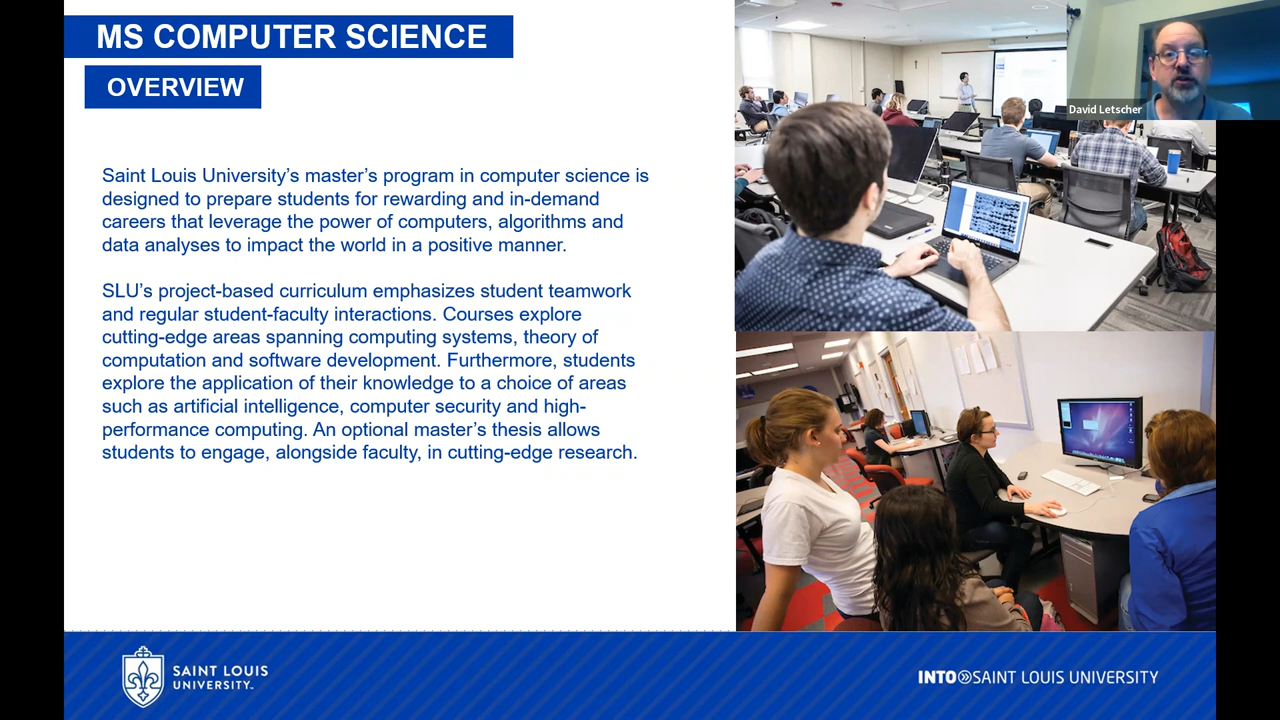 MS COMPUTER SCIENCE
OVERVIEW
David Letscher
Saint Louis University’s master’s program in computer science is
designed to prepare students for rewarding and in-demand
careers that leverage the power of computers, algorithms and
data analyses to impact the world in a positive manner.
SLU’s project-based curriculum emphasizes student teamwork
and regular student-faculty interactions. Courses explore
cutting-edge areas spanning computing systems, theory of
computation and software development. Furthermore, students
explore the application of their knowledge to a choice of areas
such as artificial intelligence, computer security and high-
performance computing. An optional master’s thesis allows
students to engage, alongside faculty, in cutting-edge research.
SAINT LOUIS
UNIVERSITY™
INTO SAINT LOUIS UNIVERSITY